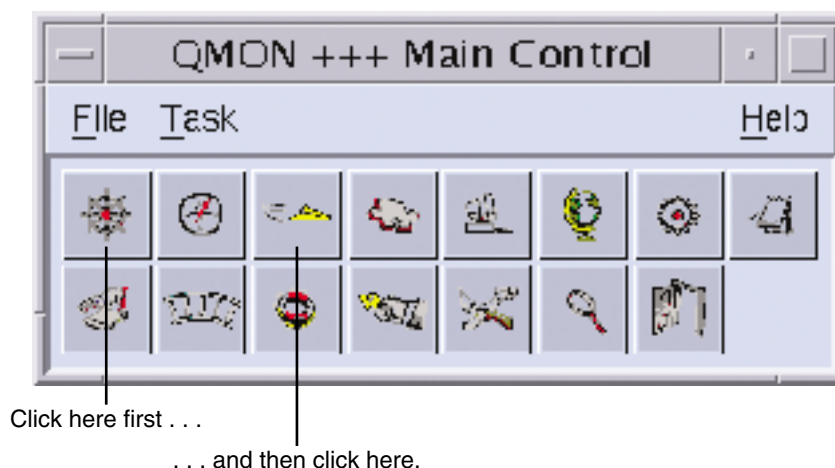 QMON +++ Main Control
File Task Help
Click here first . . .
. . . and then click here.